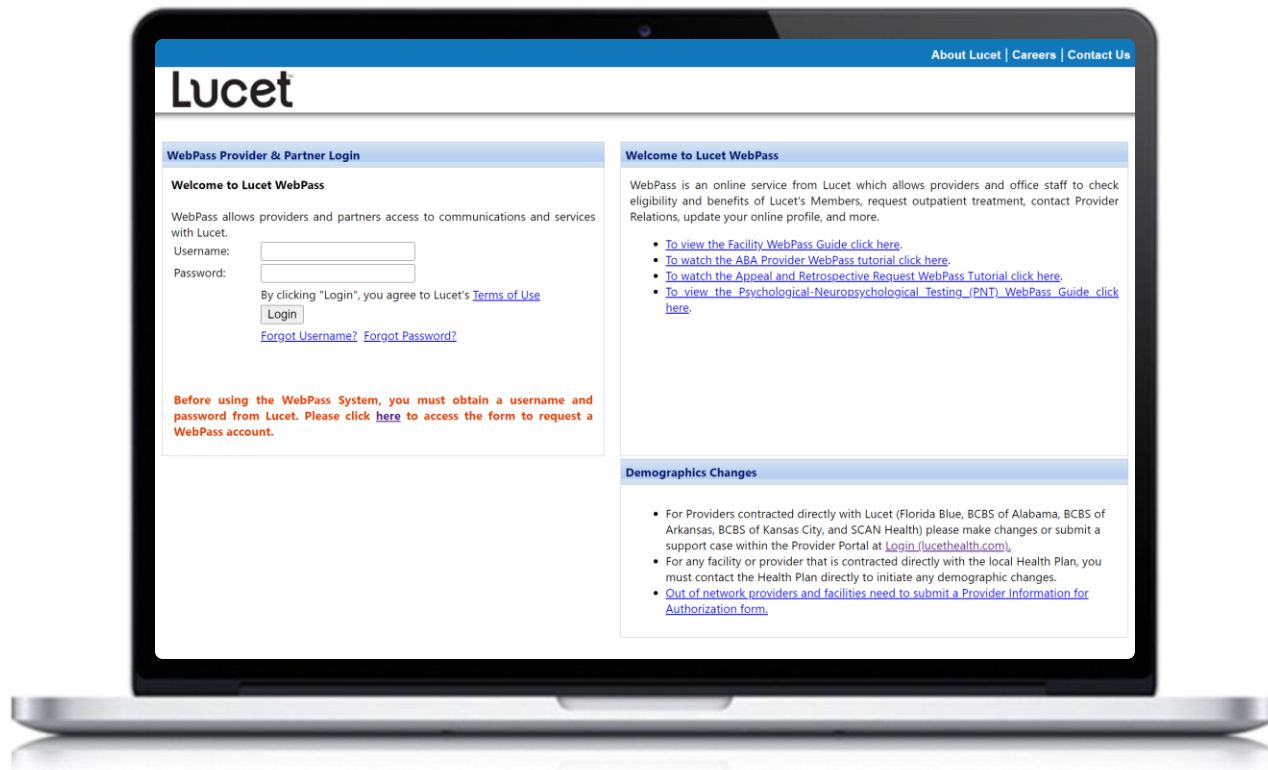 About Lucet | Careers | Contact Us
Lucet
WebPass Provider & Partner Login
Welcome to Lucet WebPass
WebPass allows providers and partners access to communications and services
with Lucet.
Username:
Password:
By clicking "Login", you agree to Lucet's Terms of Use
Login
Forgot Username? Forgot Password?
Before using the WebPass System, you must obtain a username and
password from Lucet. Please click here to access the form to request a
WebPass account.
Welcome to Lucet WebPass
WebPass is an online service from Lucet which allows providers and office staff to check
eligibility and benefits of Lucet's Members, request outpatient treatment, contact Provider
Relations, update your online profile, and more.
• To view the Facility WebPass Guide click here.
• To watch the ABA Provider WebPass tutorial click here.
• To watch the Appeal and Retrospective Request WebPass Tutorial click here.
• To view the Psychological-Neuropsychological Testing (PNT) WebPass Guide click
here.
Demographics Changes
• For Providers contracted directly with Lucet (Florida Blue, BCBS of Alabama, BCBS of
Arkansas, BCBS of Kansas City, and SCAN Health) please make changes or submit a
support case within the Provider Portal at Login (lucethealth.com).
• For any facility or provider that is contracted directly with the local Health Plan, you
must contact the Health Plan directly to initiate any demographic changes.
• Out of network providers and facilities need to submit a Provider Information for
Authorization form.